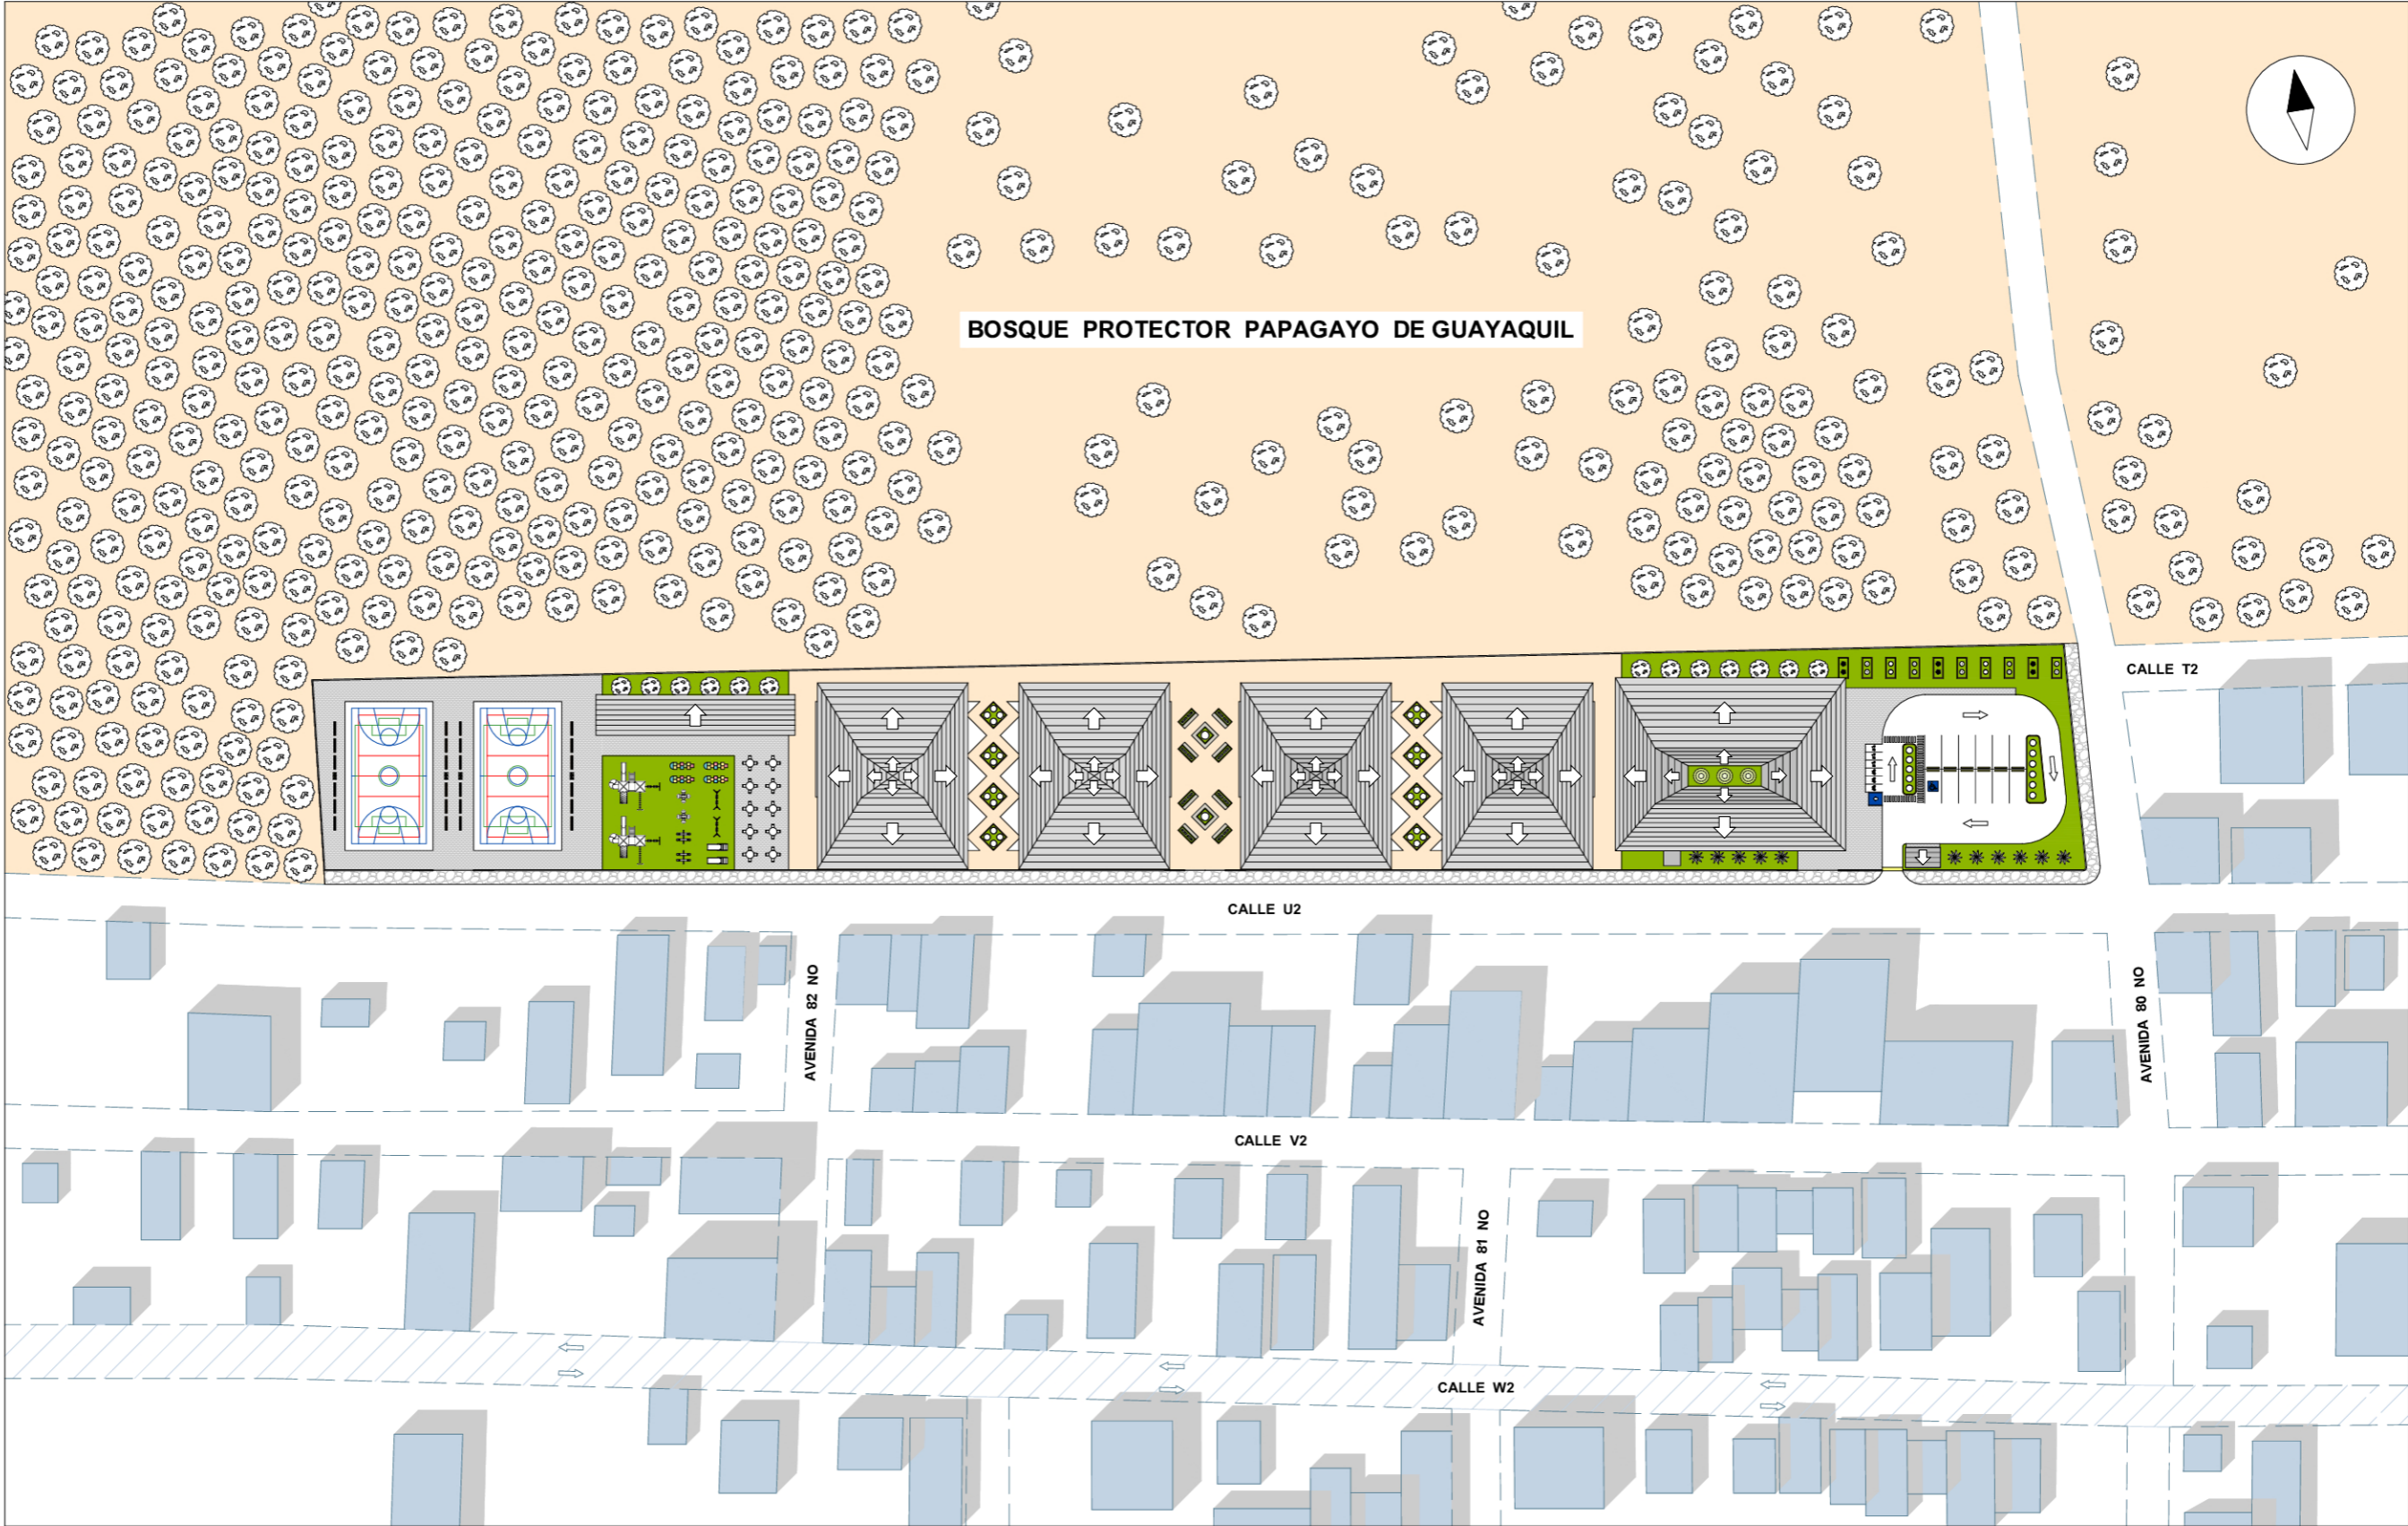 BOSQUE PROTECTOR PAPAGAYO DE GUAYAQUIL
CALLE T2
CALLE U2
AVENIDA 82 NO
AVENIDA 80 NO
CALLE V2
AVENIDA 81 NO
CALLE W2